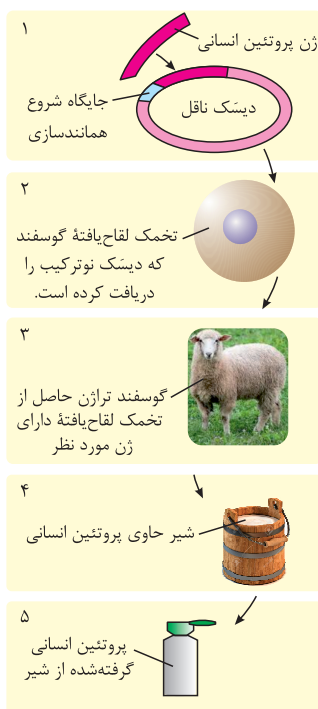 ۱
ژن پروتئین انسانی
دیسَک ناقل
جایگاه شروع
همانندسازی
۲
تخمک لقاح‌یافتهٔ گوسفند
که دیسَک نوترکیب را
دریافت کرده است.
۳
گوسفند تراژن حاصل از
تخمک لقاح‌یافتهٔ دارای
ژن مورد نظر
۴
شیر حاوی پروتئین انسانی
۵
پروتئین انسانی
گرفته‌شده از شیر